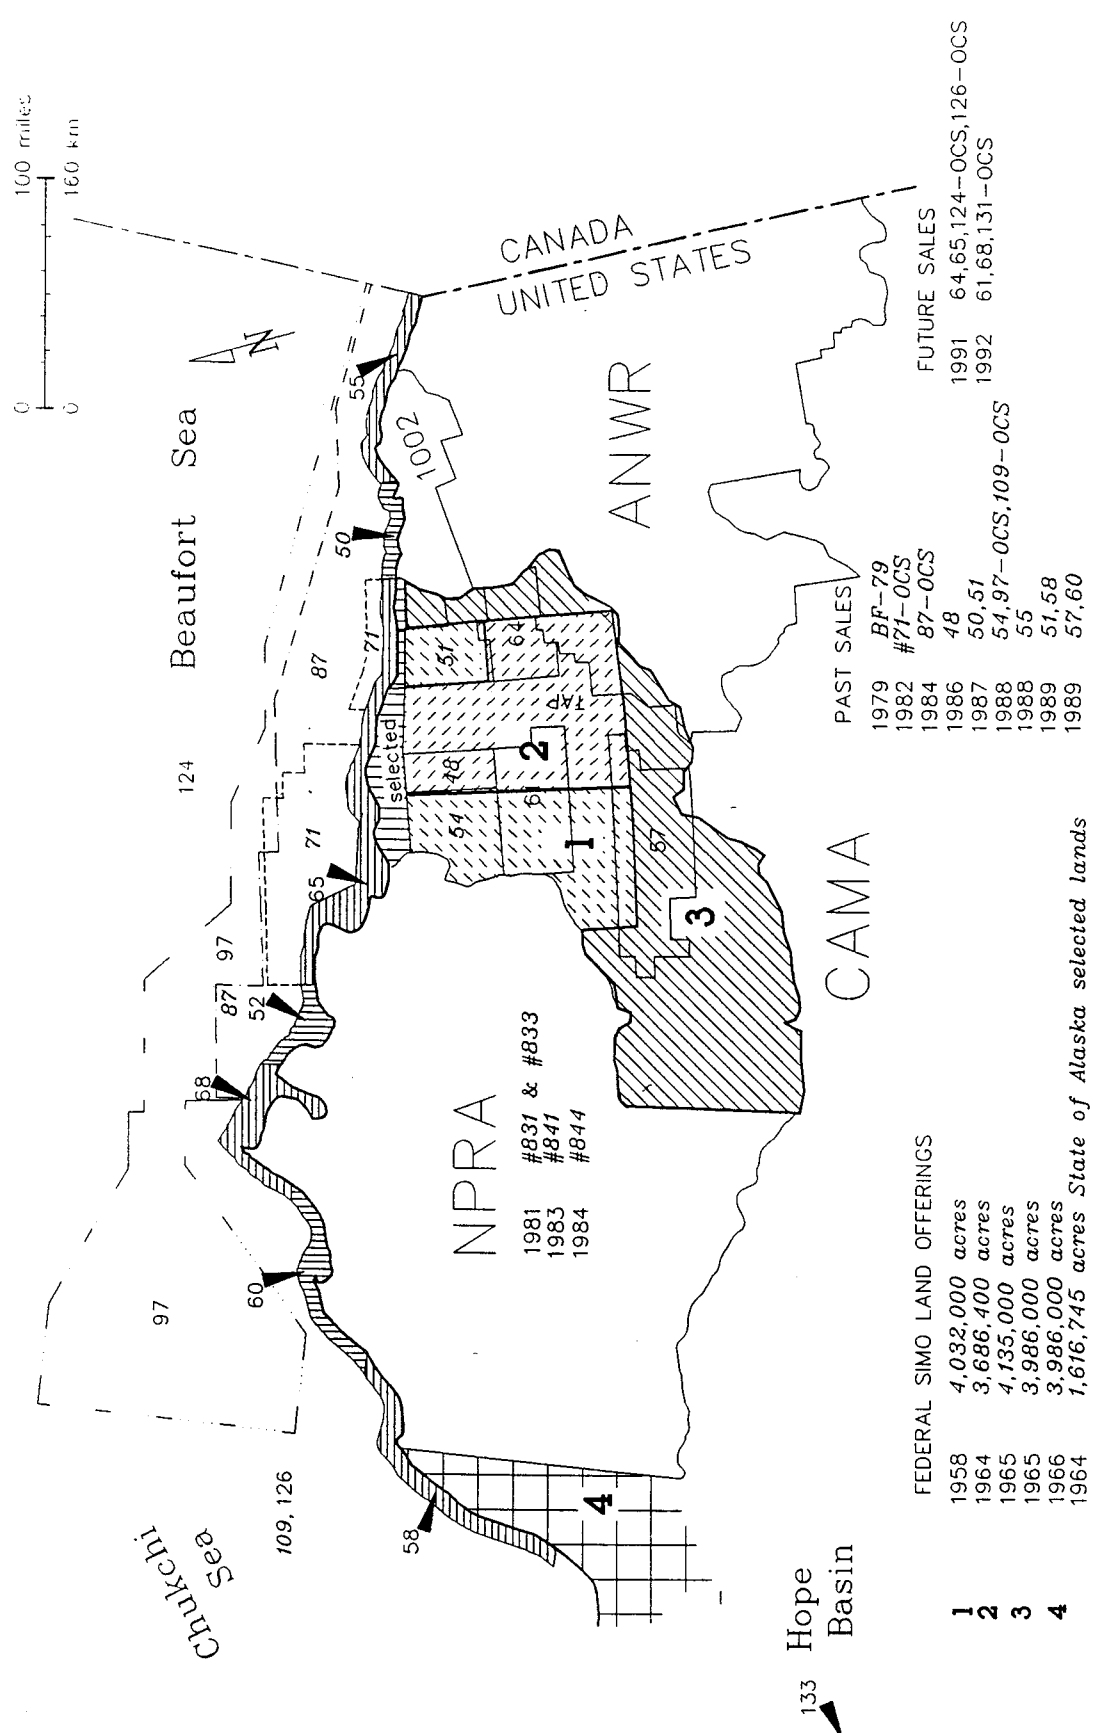 0 100 miles
0 160 km
Beaufort Sea
Chukchi
Sea
N
CANADA
UNITED STATES
124
97
97
87
87
71
71
109, 126
68
52
65
50
55
60
58
1002
selected
54
48
51
64
61
TAP
57
1
2
3
4
NPRA
1981 #831 & #833
1983 #841
1984 #844
ANWR
CAMA
Hope
Basin
133
FEDERAL SIMO LAND OFFERINGS
1 1958 4,032,000 acres
2 1964 3,686,400 acres
1965 4,135,000 acres
3 1965 3,986,000 acres
4 1966 3,986,000 acres
1964 1,616,745 acres State of Alaska selected lands
PAST SALES
1979 BF-79
1982 #71-OCS
1984 87-OCS
1986 48
1987 50,51
1988 54,97-OCS,109-OCS
1988 55
1989 51,58
1989 57,60
FUTURE SALES
1991 64,65,124-OCS,126-OCS
1992 61,68,131-OCS